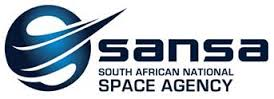 sansa
SOUTH AFRICAN NATIONAL
SPACE AGENCY